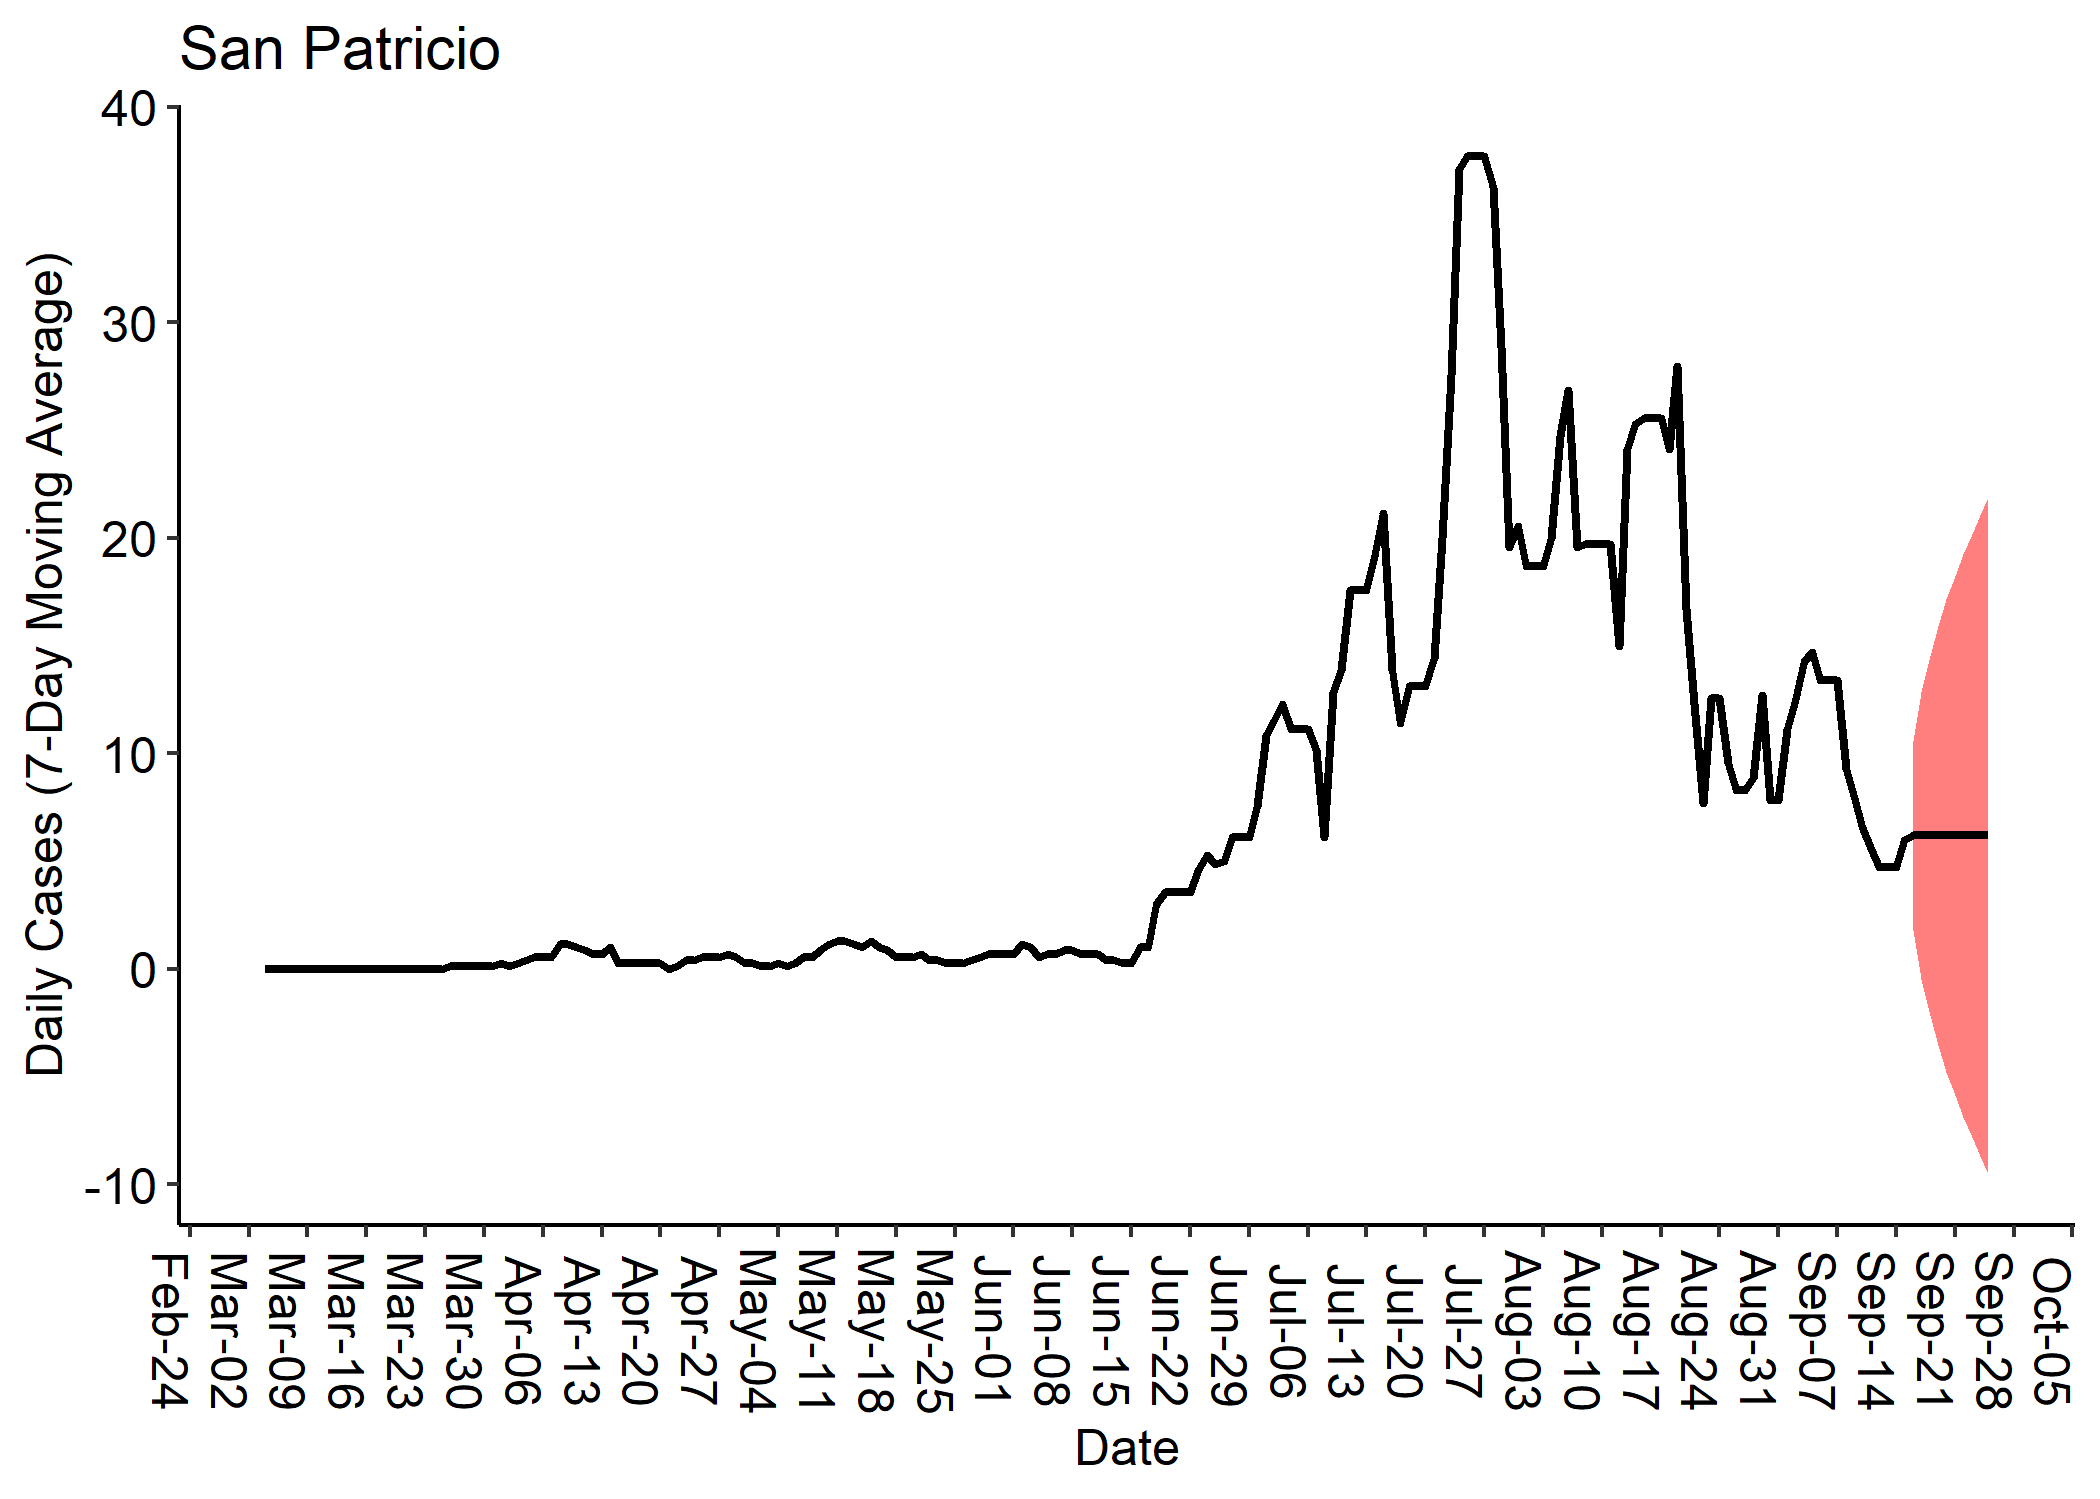 San Patricio
Daily Cases (7-Day Moving Average)
40
30
20
10
0
-10
Feb-24
Mar-02
Mar-09
Mar-16
Mar-23
Mar-30
Apr-06
Apr-13
Apr-20
Apr-27
May-04
May-11
May-18
May-25
Jun-01
Jun-08
Jun-15
Jun-22
Jun-29
Jul-06
Jul-13
Jul-20
Jul-27
Aug-03
Aug-10
Aug-17
Aug-24
Aug-31
Sep-07
Sep-14
Sep-21
Sep-28
Oct-05
Date